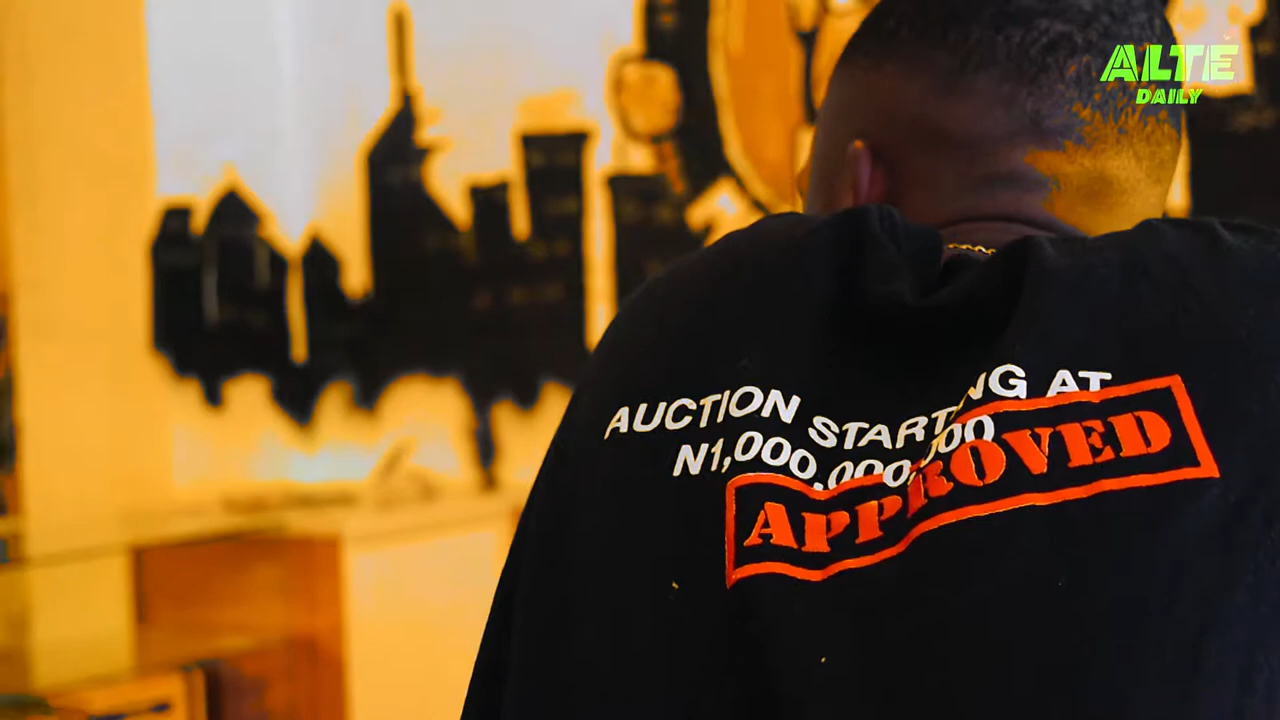 ALTE
DAILY
AUCTION STARTING AT
N1,000,000,000
APPROVED